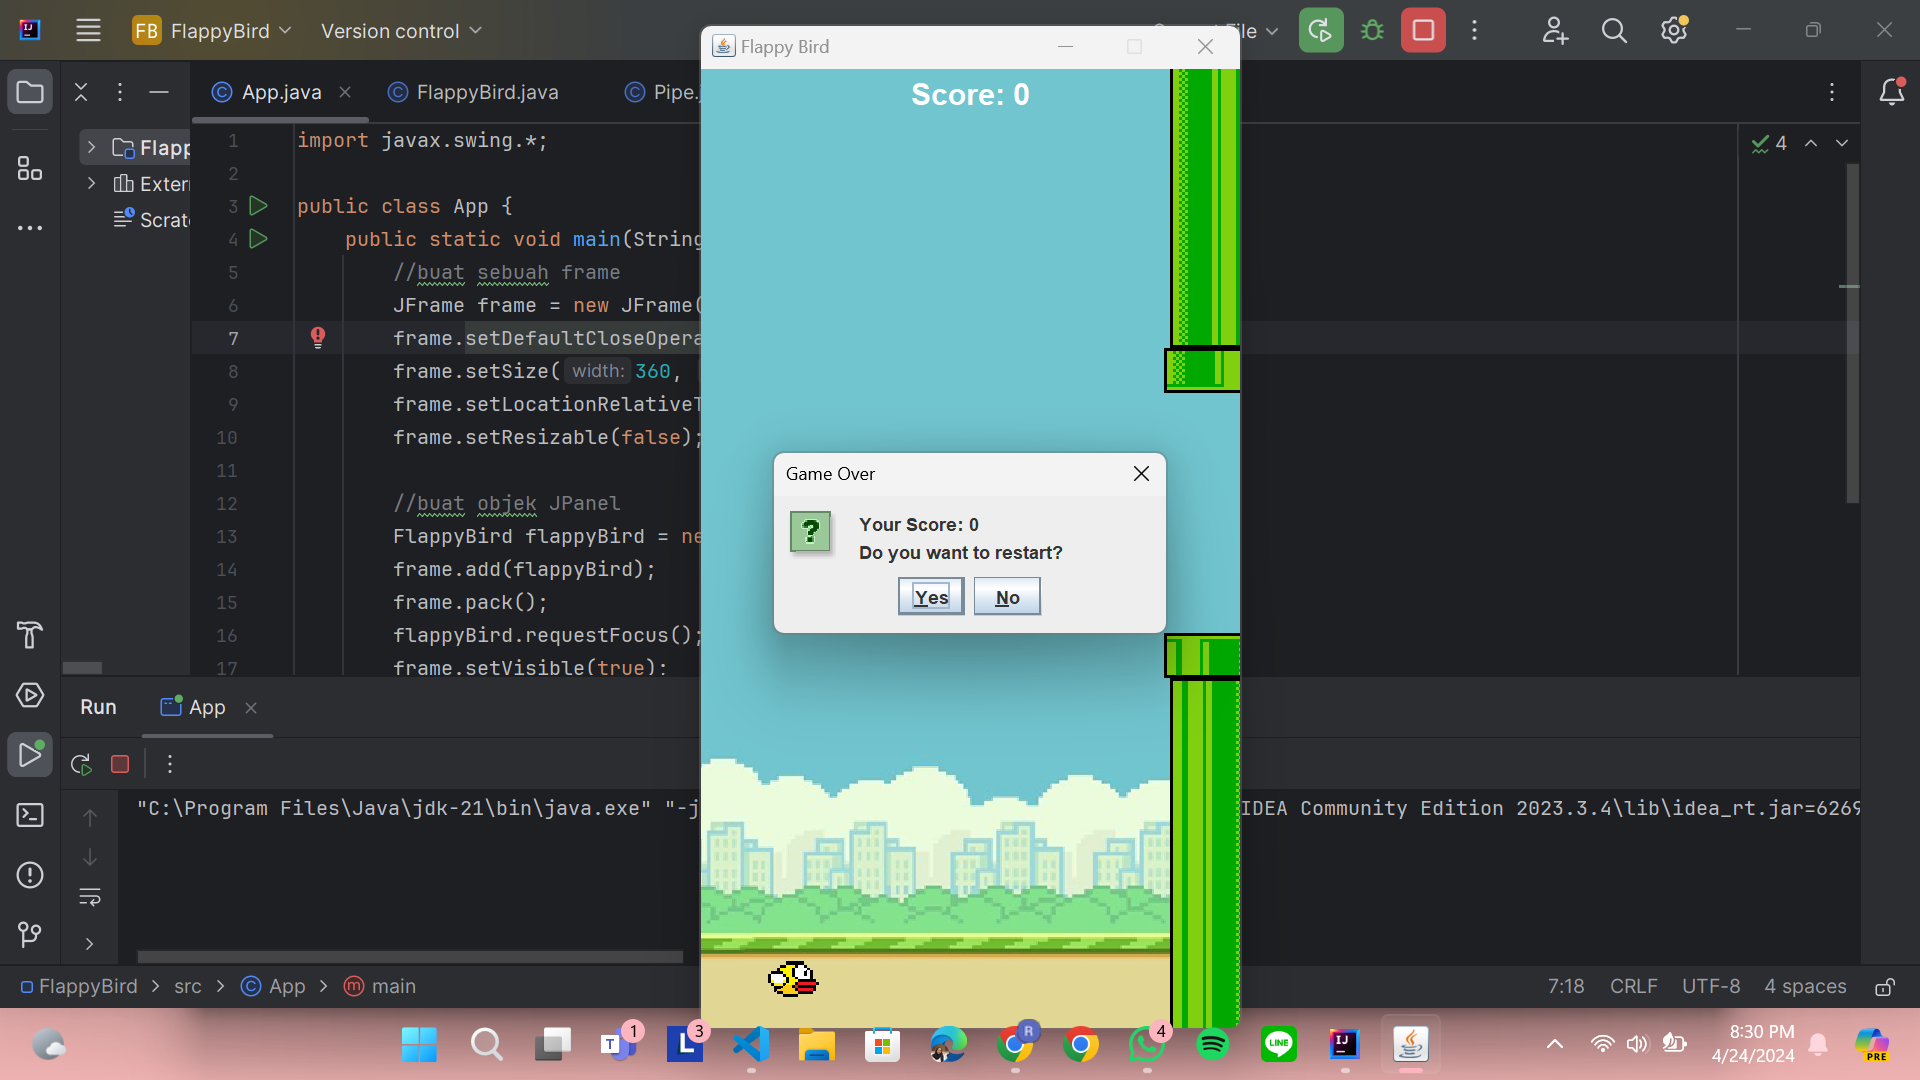 FB FlappyBird Version control
ile
Flappy Bird
App.java FlappyBird.java Pipe.
Score: 0
4
Flapp
Exter
Scrat
1 import javax.swing.*;
2
3 public class App {
4 public static void main(String
5 //buat sebuah frame
6 JFrame frame = new JFrame(
7 frame.setDefaultCloseOpera
8 frame.setSize( width: 360,
9 frame.setLocationRelativeT
10 frame.setResizable(false);
11
12 //buat objek JPanel
13 FlappyBird flappyBird = ne
14 frame.add(flappyBird);
15 frame.pack();
16 flappyBird.requestFocus();
17 frame.setVisible(true);
Game Over
?
Your Score: 0
Do you want to restart?
Yes No
Run App
"C:\Program Files\Java\jdk-21\bin\java.exe" "-j
IDEA Community Edition 2023.3.4\lib\idea_rt.jar=6269
FlappyBird > src > App > main
7:18 CRLF UTF-8 4 spaces
1 3 R 4
T L LINE IJ
8:30 PM
4/24/2024
PRE